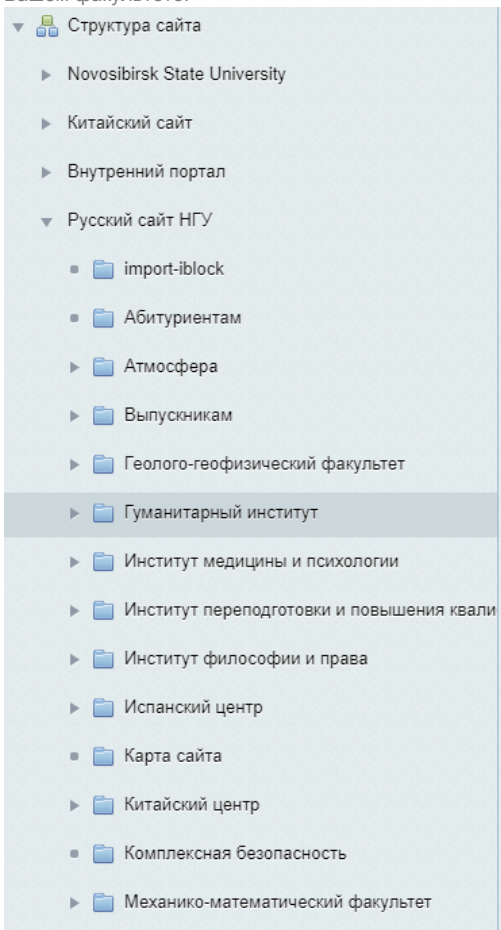 Структура сайта
Novosibirsk State University
Китайский сайт
Внутренний портал
Русский сайт НГУ
import-iblock
Абитуриентам
Атмосфера
Выпускникам
Геолого-геофизический факультет
Гуманитарный институт
Институт медицины и психологии
Институт переподготовки и повышения квали
Институт философии и права
Испанский центр
Карта сайта
Китайский центр
Комплексная безопасность
Механико-математический факультет